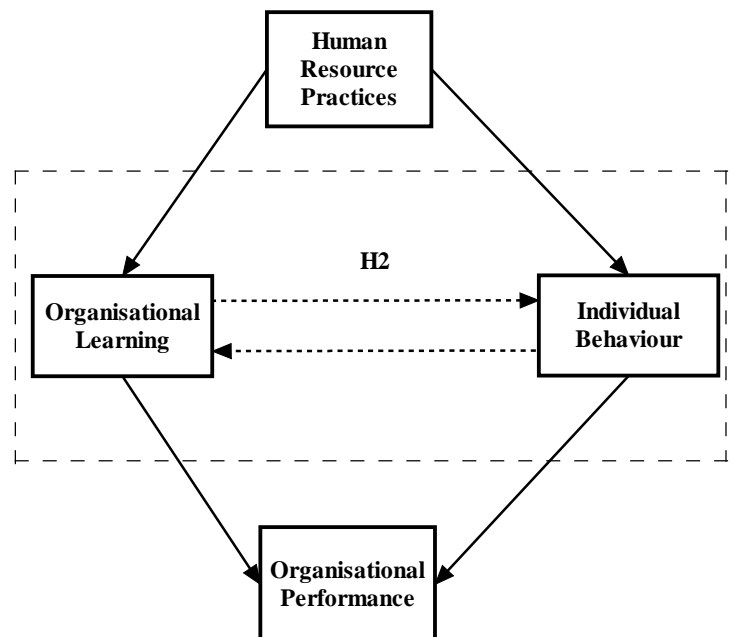 Human
Resource
Practices
H2
Organisational
Learning
Individual
Behaviour
Organisational
Performance